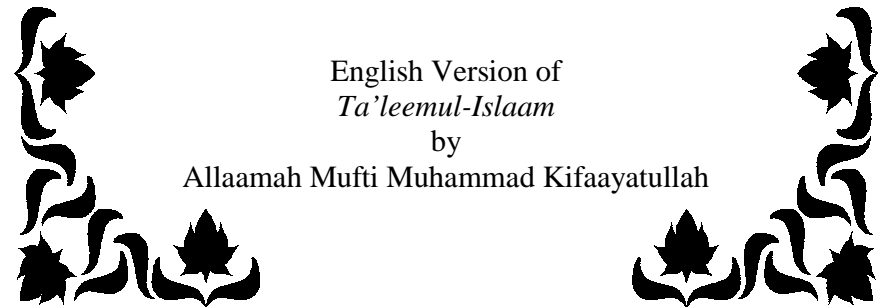 English Version of
Ta’leemul-Islaam
by
Allaamah Mufti Muhammad Kifaayatullah